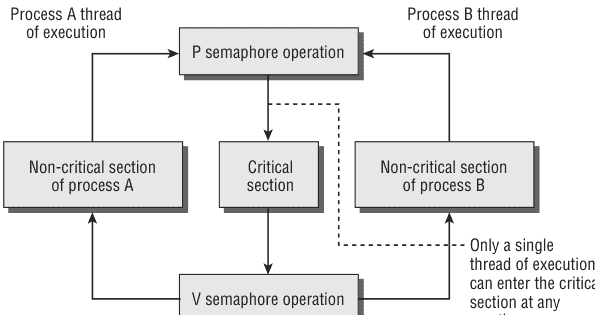 Process A thread
of execution
Process B thread
of execution
P semaphore operation
Non-critical section
of process A
Critical
section
Non-critical section
of process B
Only a single
thread of execution
can enter the critica
section at any
V semaphore operation